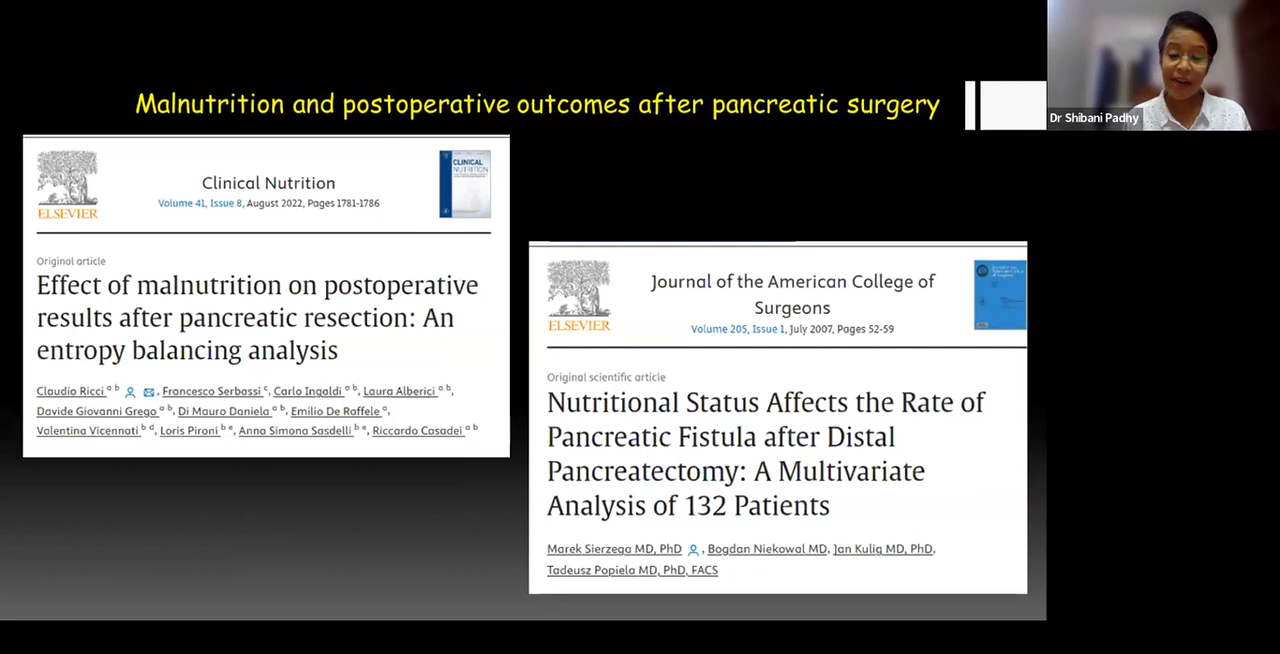 Malnutrition and postoperative outcomes after pancreatic surgery
Dr Shibani Padhy
ELSEVIER
Clinical Nutrition
Volume 41, Issue 8, August 2022, Pages 1781-1786
CLINICAL
NUTRITION
Original article
Effect of malnutrition on postoperative
results after pancreatic resection: An
entropy balancing analysis
Claudio Ricci a b, Francesco Serbassi c, Carlo Ingaldi a b, Laura Alberici a b,
Davide Giovanni Grego a b, Di Mauro Daniela a b, Emilio De Raffele a,
Valentina Vicennati b d, Loris Pironi b e, Anna Simona Sasdelli b e, Riccardo Casadei a b
ELSEVIER
Journal of the American College of
Surgeons
Volume 205, Issue 1, July 2007, Pages 52-59
Original scientific article
Nutritional Status Affects the Rate of
Pancreatic Fistula after Distal
Pancreatectomy: A Multivariate
Analysis of 132 Patients
Marek Sierzega MD, PhD, Bogdan Niekowal MD, Jan Kulig MD, PhD,
Tadeusz Popiela MD, PhD, FACS